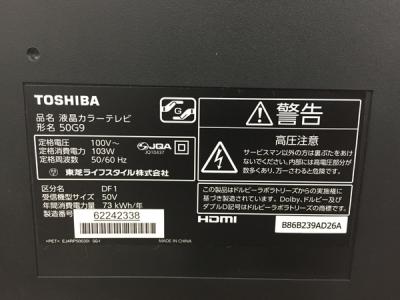 TOSHIBA
G
品名 液晶カラーテレビ
形名 50G9
定格電圧 100V～
定格消費電力 103W
定格周波数 50/60 Hz
JQA
東芝ライフスタイル株式会社
区分名 DF1
受信機型サイズ 50V
年間消費電力量 73 kWh/年
製造番号
62242338
MADE IN CHINA
警告
高圧注意
サービスマン以外の方は裏ぶたをあけ
ないでください。内部には高電圧部分が
数多くあり、万一さわると危険です。
この製品はドルビーラボラトリーズからの実施権に
基づき製造されています。Dolby、ドルビー及び
ダブルD記号はドルビーラボラトリーズの商標です。
HDMI
B86B239AD26A